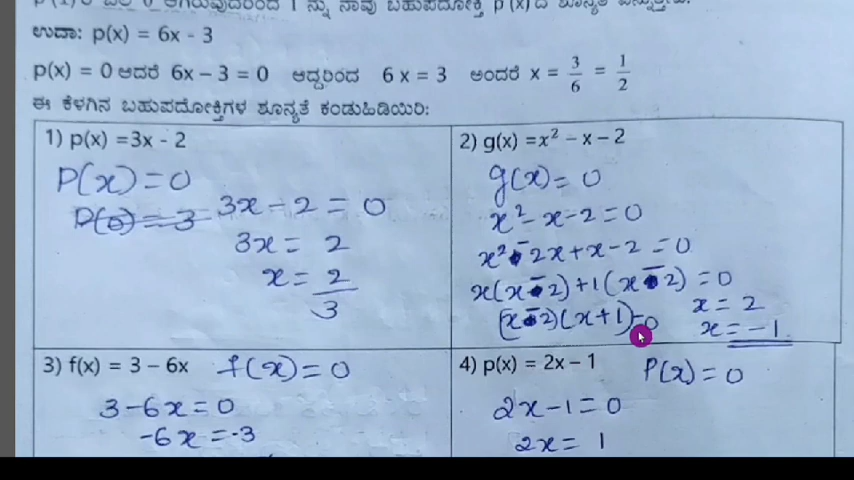 ಉದಾ: p(x) = 6x - 3
p(x) = 0 ಆದರೆ 6x – 3 = 0 ಆದ್ದರಿಂದ 6 x = 3 ಅಂದರೆ x = 3/6 = 1/2
ಈ ಕೆಳಗಿನ ಬಹುಪದೋಕ್ತಿಗಳ ಶೂನ್ಯತೆ ಕಂಡುಹಿಡಿಯಿರಿ:
1) p(x) =3x - 2
P(x) = 0
3x - 2 = 0
3x = 2
x = 2/3
2) g(x) =x² – x – 2
g(x) = 0
x² - x - 2 = 0
x² - 2x + x - 2 = 0
x(x - 2) + 1(x - 2) = 0
(x - 2)(x + 1) = 0
x = 2
x = -1
3) f(x) = 3 – 6x f(x) = 0
3 - 6x = 0
-6x = -3
4) p(x) = 2x – 1 P(x) = 0
2x - 1 = 0
2x = 1